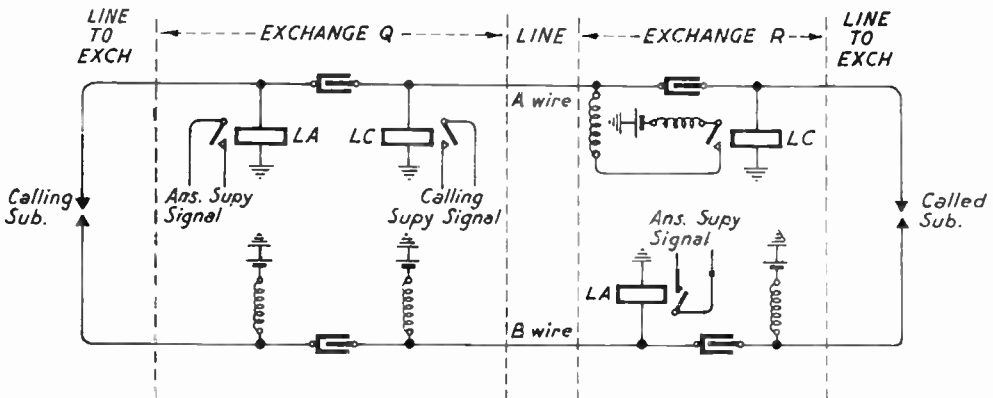 LINE
TO
EXCH
EXCHANGE Q
LINE
EXCHANGE R
LINE
TO
EXCH
A wire
LA
LC
LC
Calling
Sub.
Ans. Supy
Signal
Calling
Supy Signal
Called
Sub.
Ans. Supy
Signal
LA
B wire